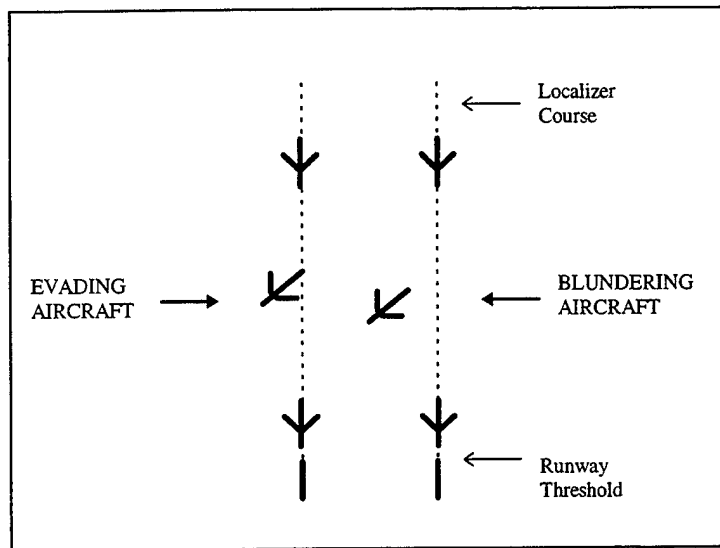 Localizer
Course
EVADING
AIRCRAFT
BLUNDERING
AIRCRAFT
Runway
Threshold